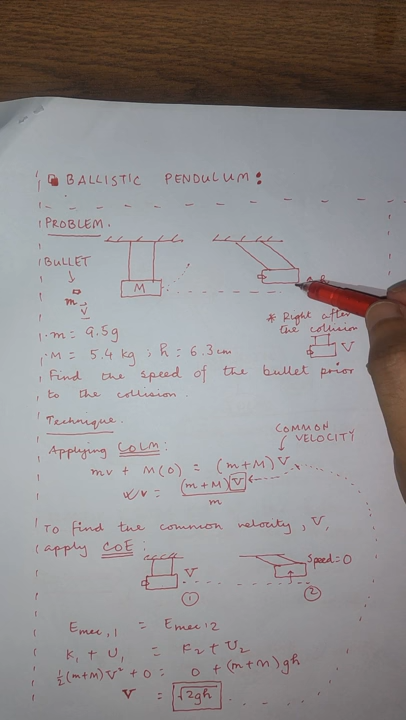 BALLISTIC PENDULUM:
PROBLEM.
BULLET
M
m
V
h
* Right after
the collision
V
m = 9.5g
M = 5.4 kg ; h = 6.3 cm
Find the speed of the bullet prior
to the collision.
Technique.
COMMON
VELOCITY
Applying COLM:
mv + M(0) = (m+M) V
v = (m+M) V / m
To find the common velocity, V,
apply COE:
V
Speed = 0
1
2
Emec,1 = Emec,2
K1 + U1 = K2 + U2
½(m+M)V² + 0 = 0 + (m+M)gh
V = √2gh